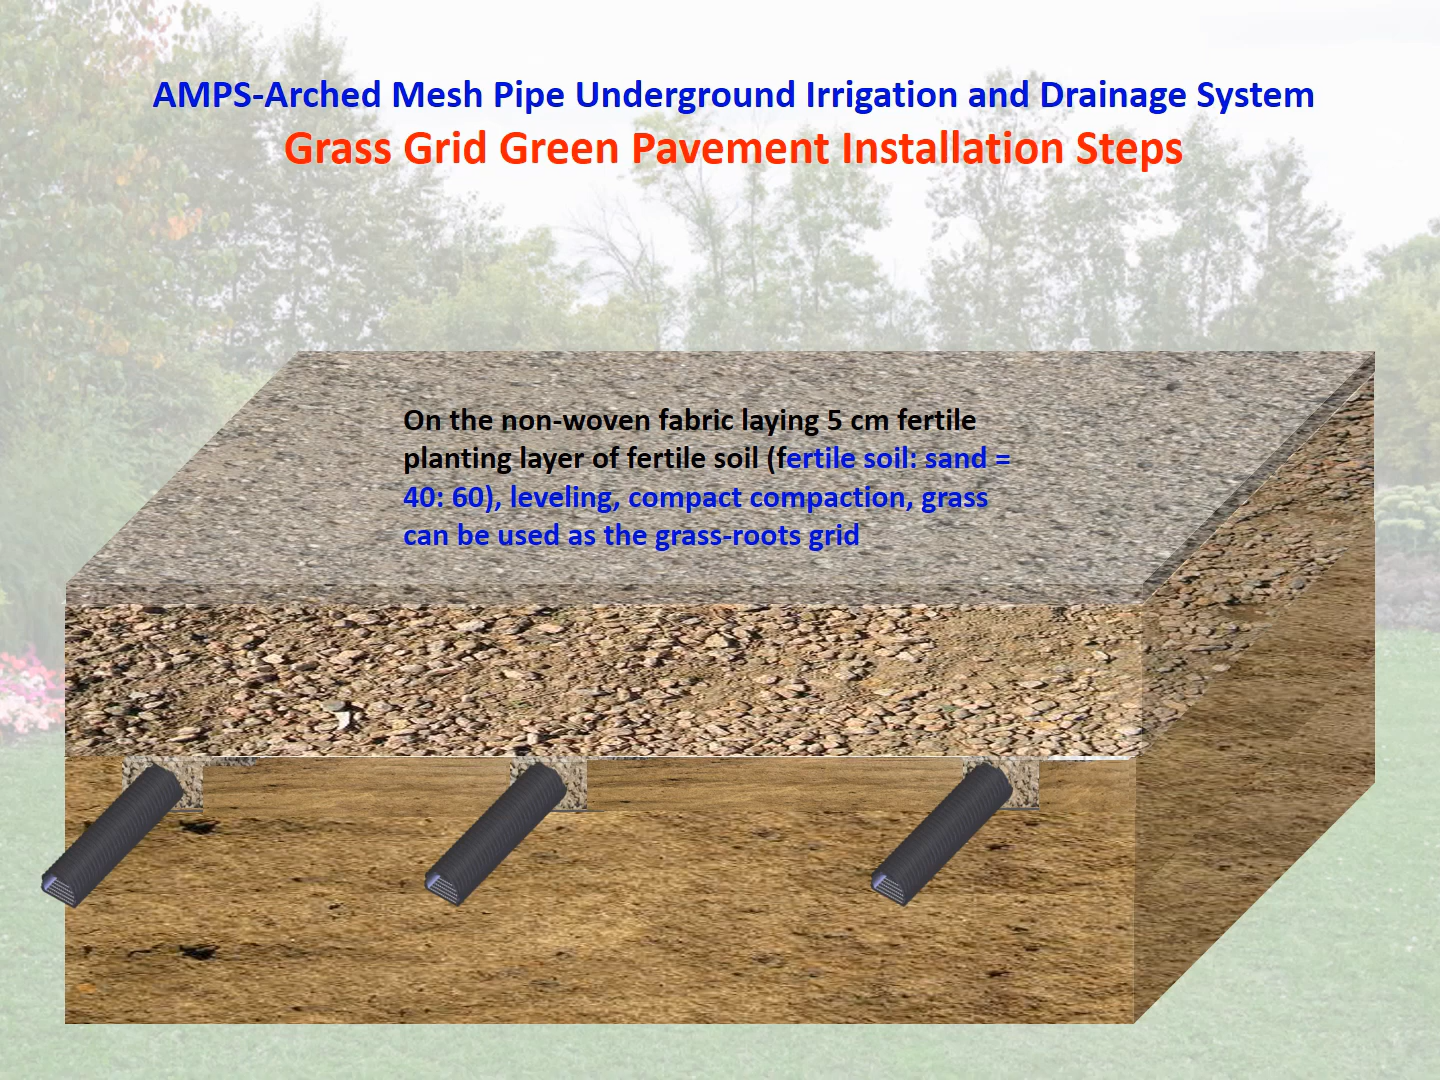 AMPS-Arched Mesh Pipe Underground Irrigation and Drainage System
Grass Grid Green Pavement Installation Steps
On the non-woven fabric laying 5 cm fertile
planting layer of fertile soil (fertile soil: sand =
40: 60), leveling, compact compaction, grass
can be used as the grass-roots grid